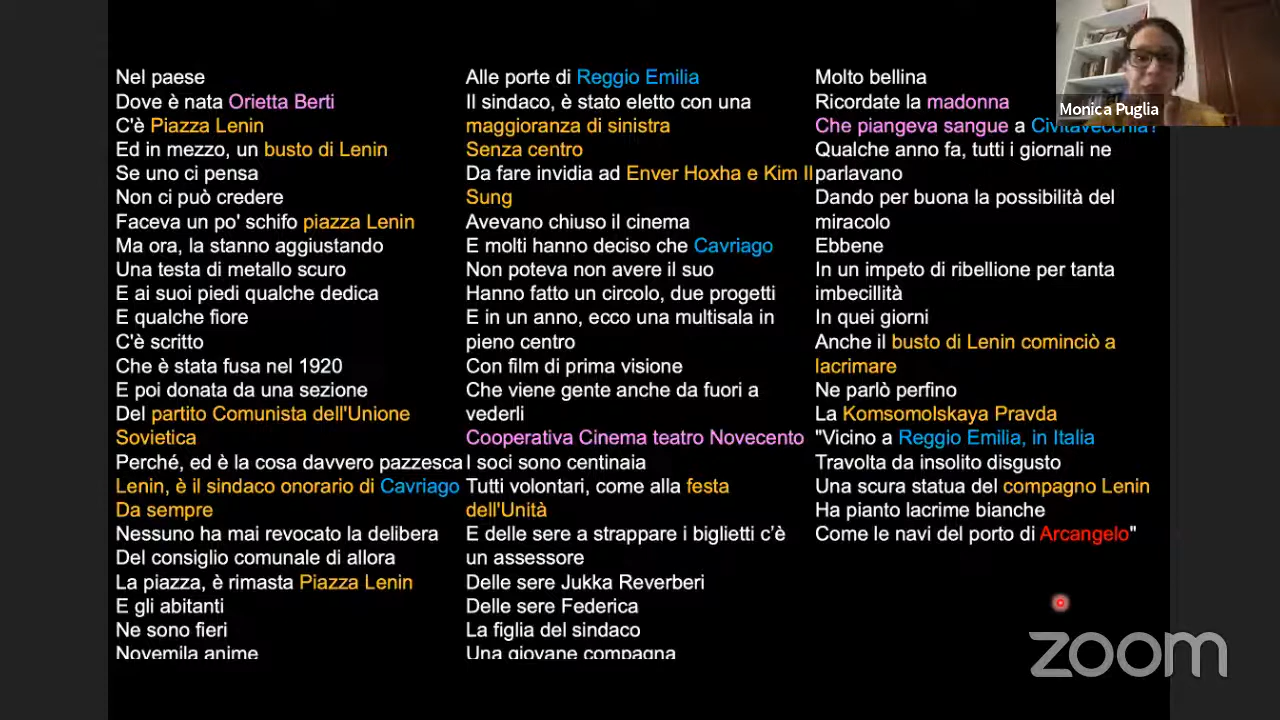 Nel paese
Dove è nata Orietta Berti
C'è Piazza Lenin
Ed in mezzo, un busto di Lenin
Se uno ci pensa
Non ci può credere
Faceva un po' schifo piazza Lenin
Ma ora, la stanno aggiustando
Una testa di metallo scuro
E ai suoi piedi qualche dedica
E qualche fiore
C'è scritto
Che è stata fusa nel 1920
E poi donata da una sezione
Del partito Comunista dell'Unione
Sovietica
Perché, ed è la cosa davvero pazzesca
Lenin, è il sindaco onorario di Cavriago
Da sempre
Nessuno ha mai revocato la delibera
Del consiglio comunale di allora
La piazza, è rimasta Piazza Lenin
E gli abitanti
Ne sono fieri
Novemila anime
Alle porte di Reggio Emilia
Il sindaco, è stato eletto con una
maggioranza di sinistra
Senza centro
Da fare invidia ad Enver Hoxha e Kim Il
Sung
Avevano chiuso il cinema
E molti hanno deciso che Cavriago
Non poteva non avere il suo
Hanno fatto un circolo, due progetti
E in un anno, ecco una multisala in
pieno centro
Con film di prima visione
Che viene gente anche da fuori a
vederli
Cooperativa Cinema teatro Novecento
I soci sono centinaia
Tutti volontari, come alla festa
dell'Unità
E delle sere a strappare i biglietti c’è
un assessore
Delle sere Jukka Reverberi
Delle sere Federica
La figlia del sindaco
Una giovane compagna
Molto bellina
Ricordate la madonna
Che piangeva sangue a Civitavecchia?
Qualche anno fa, tutti i giornali ne
parlavano
Dando per buona la possibilità del
miracolo
Ebbene
In un impeto di ribellione per tanta
imbecillità
In quei giorni
Anche il busto di Lenin cominciò a
lacrimare
Ne parlò perfino
La Komsomolskaya Pravda
"Vicino a Reggio Emilia, in Italia
Travolta da insolito disgusto
Una scura statua del compagno Lenin
Ha pianto lacrime bianche
Come le navi del porto di Arcangelo"
Monica Puglia
zoom